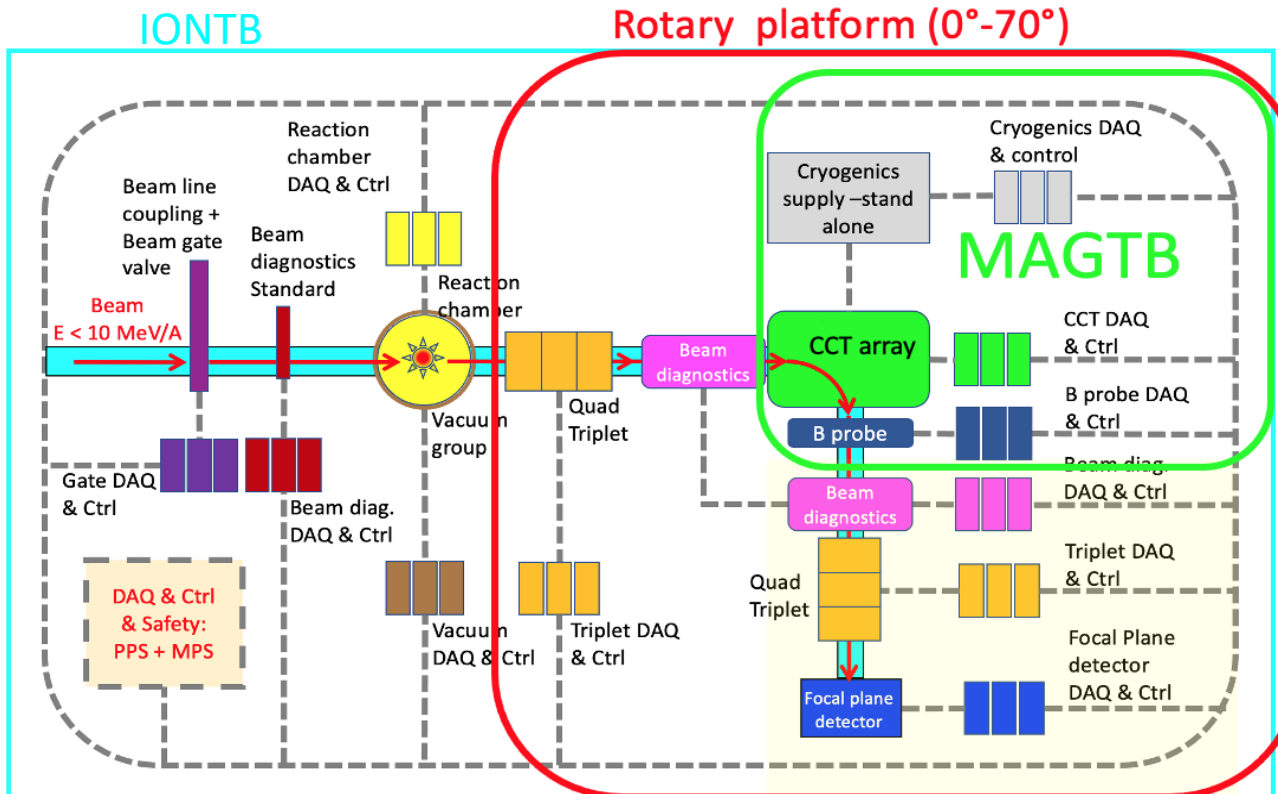 IONTB
Rotary platform (0°-70°)
Reaction
chamber
DAQ & Ctrl
Cryogenics DAQ
& control
Cryogenics
supply –stand
alone
Beam line
coupling +
Beam gate
valve
Beam
diagnostics
Standard
MAGTB
Reaction
chamber
Beam
E < 10 MeV/A
CCT DAQ
& Ctrl
CCT array
Beam
diagnostics
Quad
Triplet
Vacuum
group
B probe DAQ
& Ctrl
B probe
Gate DAQ
& Ctrl
Beam diag.
DAQ & Ctrl
Beam
diagnostics
Beam diag.
DAQ & Ctrl
Triplet DAQ
& Ctrl
Quad
Triplet
DAQ & Ctrl
& Safety:
PPS + MPS
Vacuum
DAQ & Ctrl
Triplet DAQ
& Ctrl
Focal Plane
detector
DAQ & Ctrl
Focal plane
detector